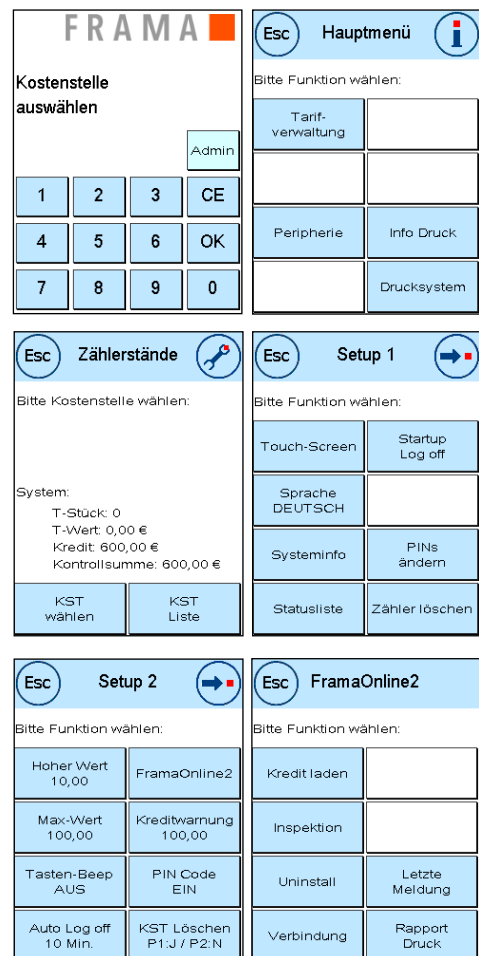 FRAMA
Kostenstelle
auswählen
Admin
1 2 3 CE
4 5 6 OK
7 8 9 0
Esc Hauptmenü i
Bitte Funktion wählen:
Tarif-
verwaltung
Peripherie Info Druck
Drucksystem
Esc Zählerstände
Bitte Kostenstelle wählen:
System:
T-Stück: 0
T-Wert: 0,00 €
Kredit: 600,00 €
Kontrollsumme: 600,00 €
KST
wählen
KST
Liste
Esc Setup 1
Bitte Funktion wählen:
Touch-Screen
Startup
Log off
Sprache
DEUTSCH
Systeminfo
PINs
ändern
Statusliste
Zähler löschen
Esc Setup 2
Bitte Funktion wählen:
Hoher Wert
10,00
FramaOnline2
Max-Wert
100,00
Kreditwarnung
100,00
Tasten-Beep
AUS
PIN Code
EIN
Auto Log off
10 Min.
KST Löschen
P1:J / P2:N
Esc FramaOnline2
Bitte Funktion wählen:
Kredit laden
Inspektion
Uninstall
Letzte
Meldung
Verbindung
Rapport
Druck